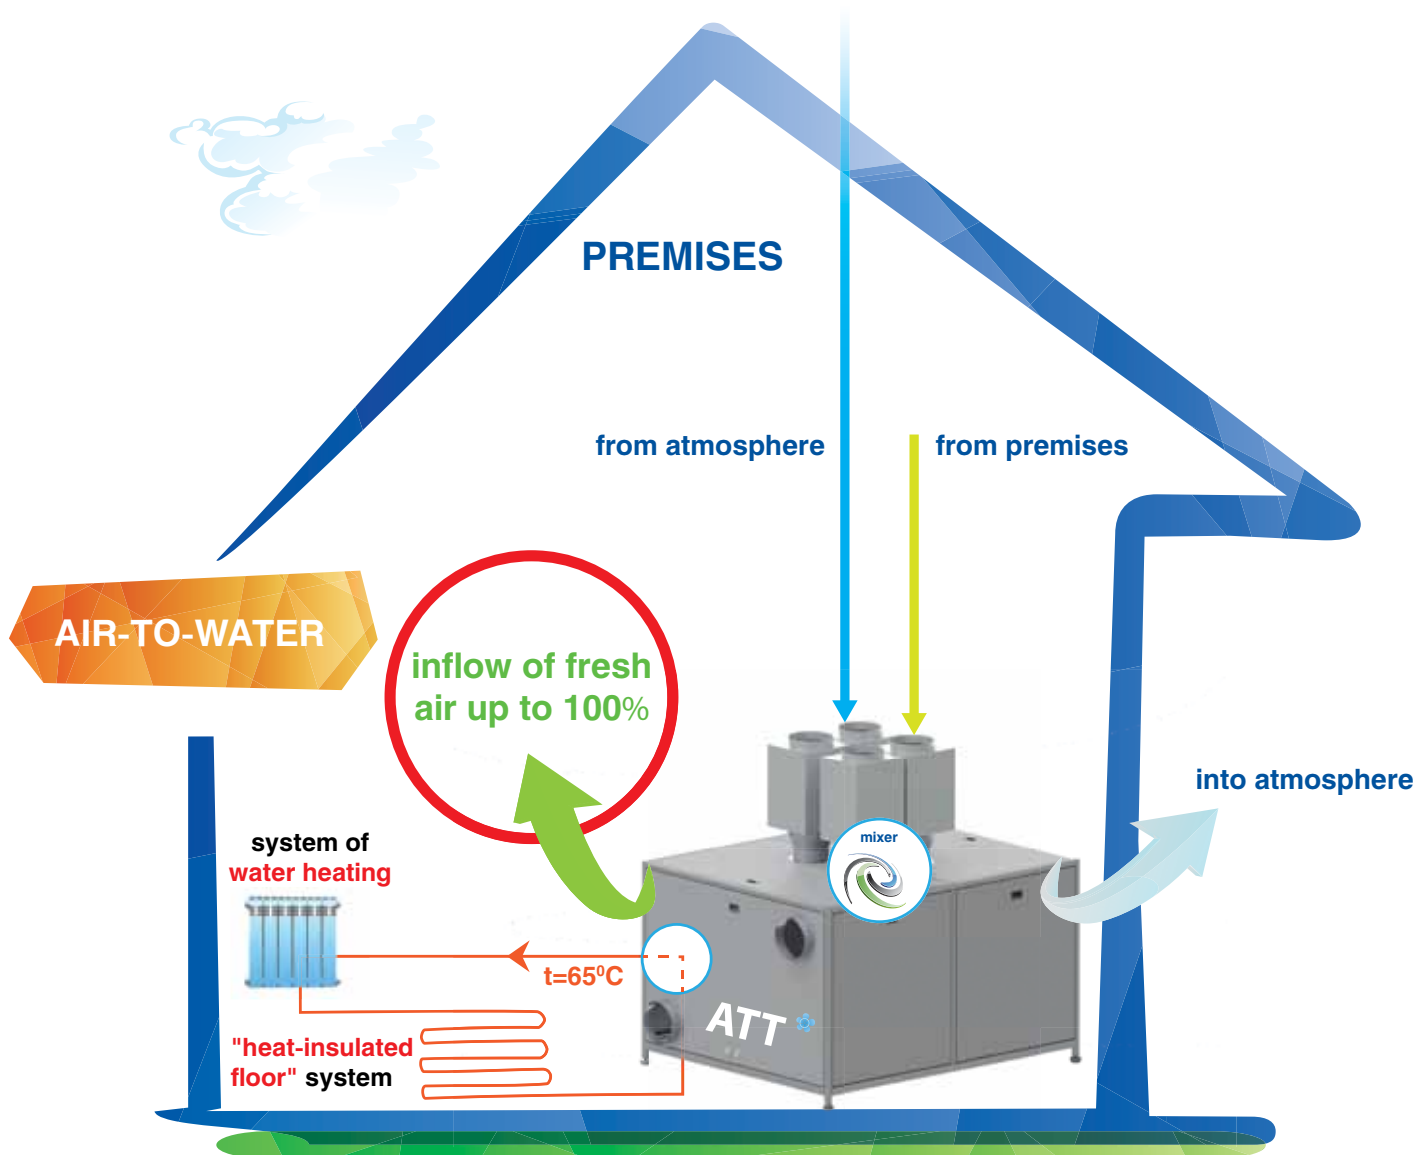 PREMISES
from atmosphere
from premises
AIR-TO-WATER
inflow of fresh
air up to 100%
into atmosphere
mixer
system of
water heating
t=65⁰C
ATT
"heat-insulated
floor" system